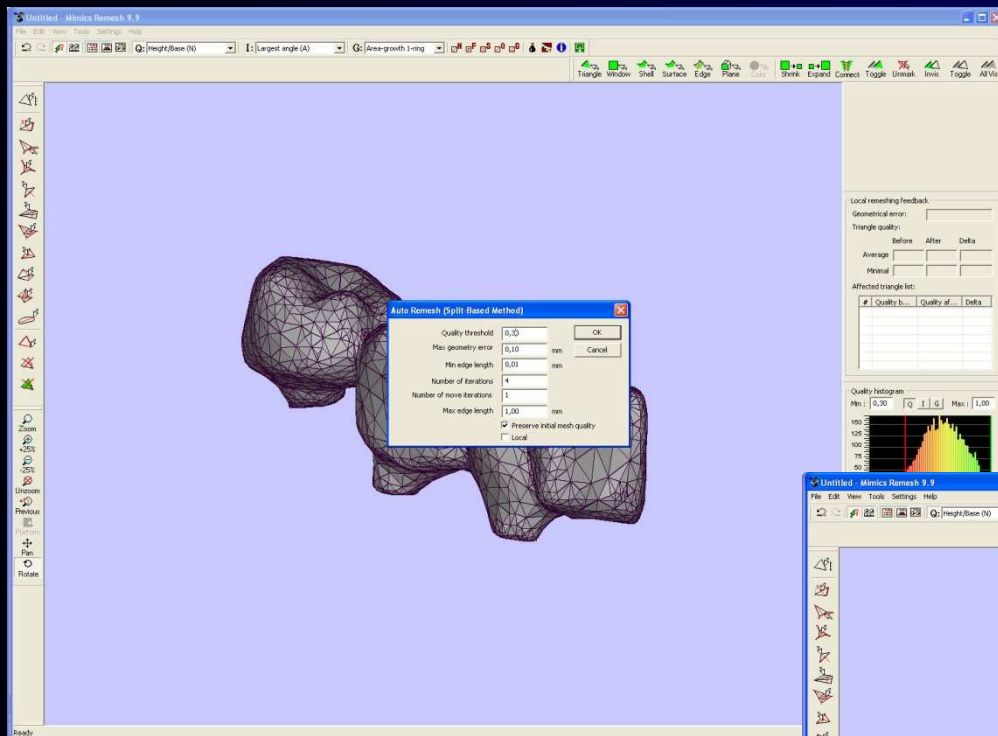 Untitled - Mimics Remesh 9.9
File Edit View Tools Settings Help
Q: Height/Base (N) I: Largest angle (A) G: Area-growth 1-ring
Triangle Window Shell Surface Edge Plane Color Shrink Expand Connect Toggle Unmark Invis Toggle All Vis
Local remeshing feedback
Geometrical error:
Triangle quality:
Before After Delta
Average
Minimal
Affected triangle list:
# Quality b... Quality af... Delta
Auto Remesh (Split-Based Method)
Quality threshold 0,30 OK
Max geometry error 0,10 mm Cancel
Min edge length 0,01 mm
Number of iterations 4
Number of move iterations 1
Max edge length 1,00 mm
Preserve initial mesh quality
Local
Quality histogram
Min : 0,30 Q I G Max : 1,00
150
125
100
75
50
Zoom
+25%
-25%
Unzoom
Previous
Platform
Pan
Rotate
Ready
Untitled - Mimics Remesh 9.9
File Edit View Tools Settings Help
Q: Height/Base (N)